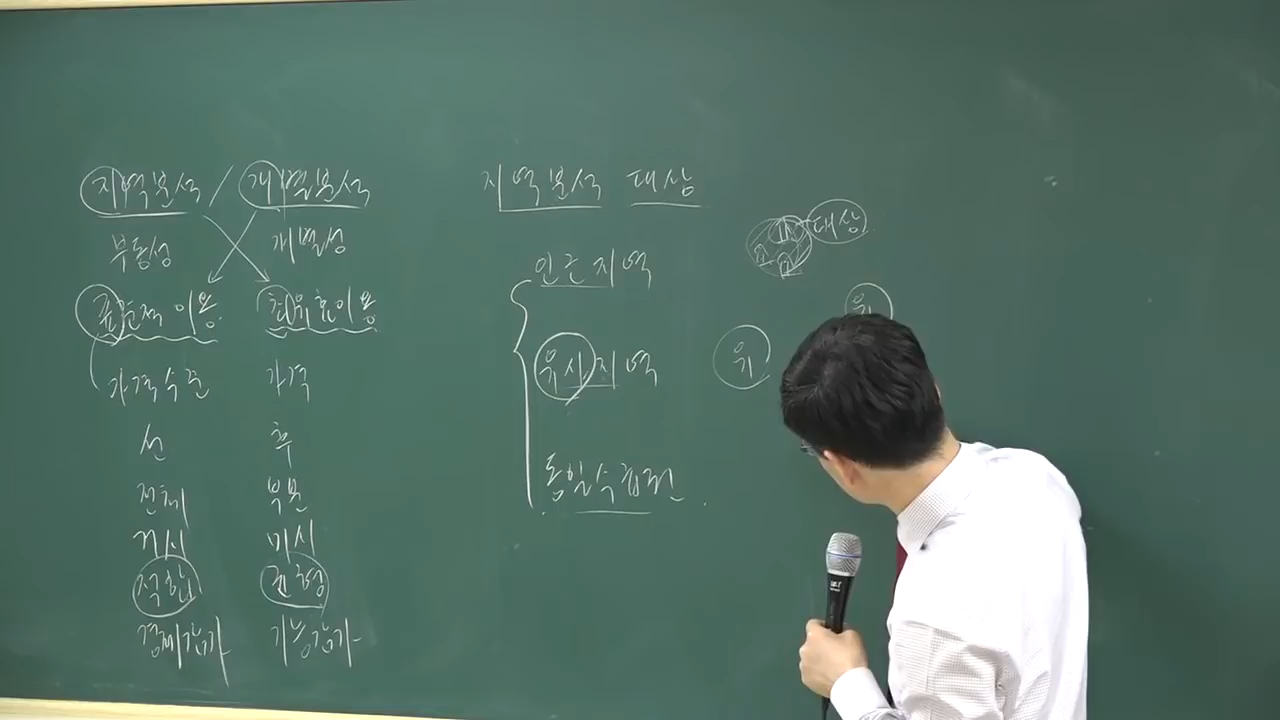 지역분석 / 개별분석
부동성 개별성
표준적이용 최유효이용
가격수준 가격
선 후
전체 부분
거시 미시
적합 균형
경제감가 기능감가
지역분석 대상
인근지역
유사지역
동일수급권
대상
유
유